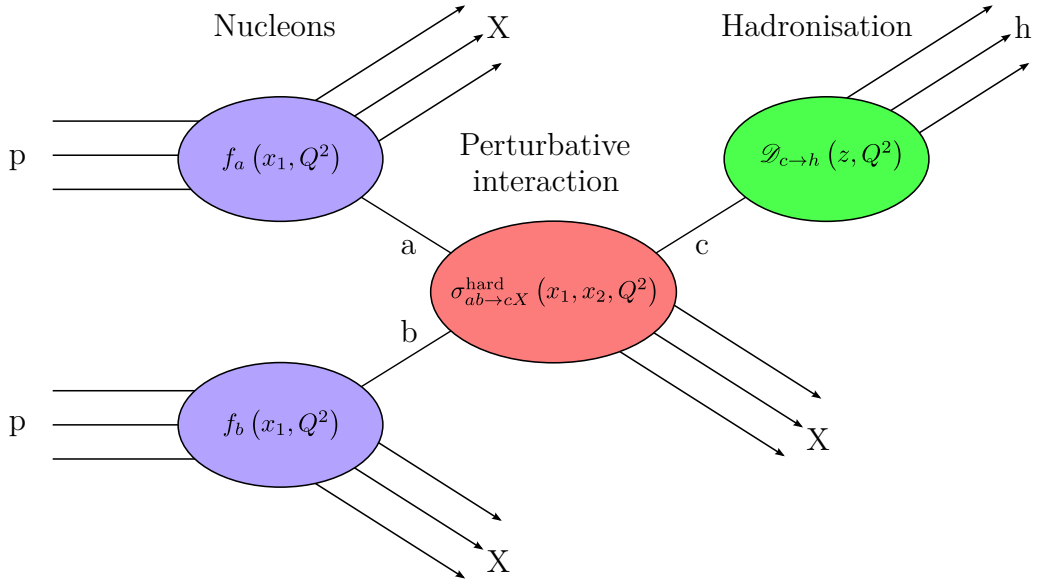 Nucleons
X
Hadronisation
h
p
f_a (x_1, Q^2)
Perturbative
interaction
𝒟_{c→h} (z, Q^2)
a
c
σ^{hard}_{ab→cX} (x_1, x_2, Q^2)
b
p
f_b (x_1, Q^2)
X
X